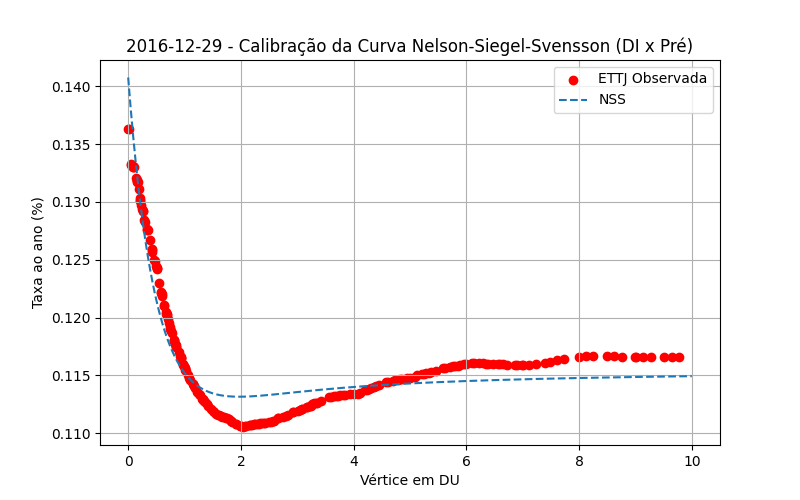 2016-12-29 - Calibração da Curva Nelson-Siegel-Svensson (DI x Pré)
ETTJ Observada
NSS
Taxa ao ano (%)
0.140
0.135
0.130
0.125
0.120
0.115
0.110
0 2 4 6 8 10
Vértice em DU